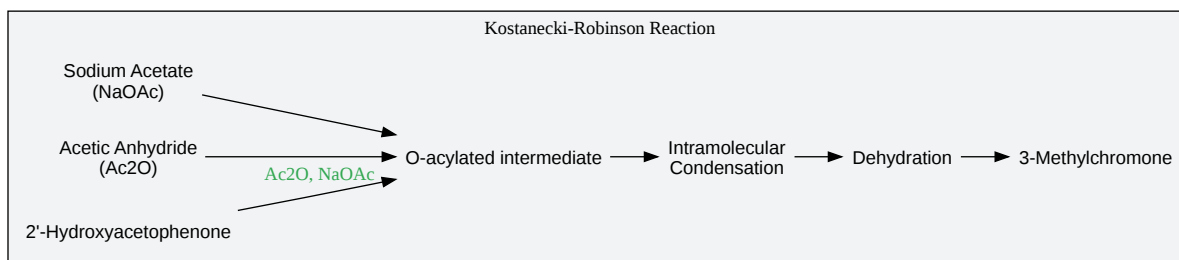 Kostanecki-Robinson Reaction
Sodium Acetate
(NaOAc)
Acetic Anhydride
(Ac2O)
Ac2O, NaOAc
2'-Hydroxyacetophenone
O-acylated intermediate
Intramolecular
Condensation
Dehydration
3-Methylchromone